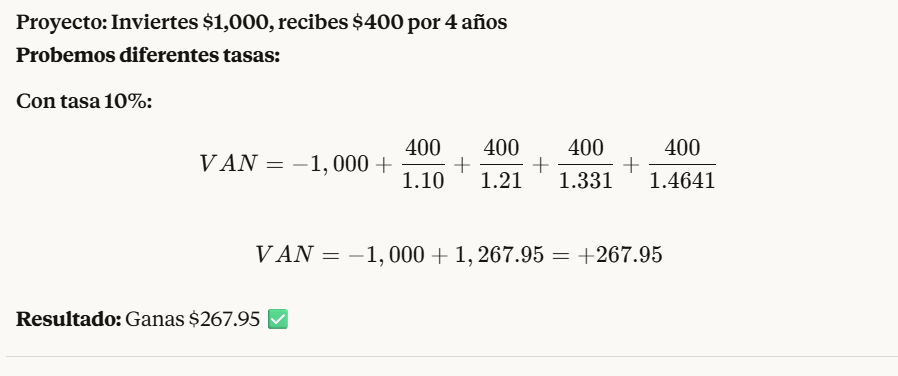 Proyecto: Inviertes $1,000, recibes $400 por 4 años
Probemos diferentes tasas:
Con tasa 10%:
VAN = −1,000 + 400/1.10 + 400/1.21 + 400/1.331 + 400/1.4641
VAN = −1,000 + 1,267.95 = +267.95
Resultado: Ganas $267.95 ✅